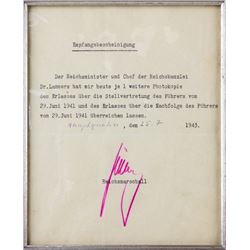 Empfangsbescheinigung
Der Reichsminister und Chef der Reichskanzlei
Dr.Lammers hat mir heute je 1 weitere Photokopie
des Erlasses über die Stellvertretung des Führers vom
29.Juni 1941 und des Erlasses über die Nachfolge des Führers
vom 29.Juni 1941 überreichen lassen.
, den 25.7 1943.
Reichsmarschall